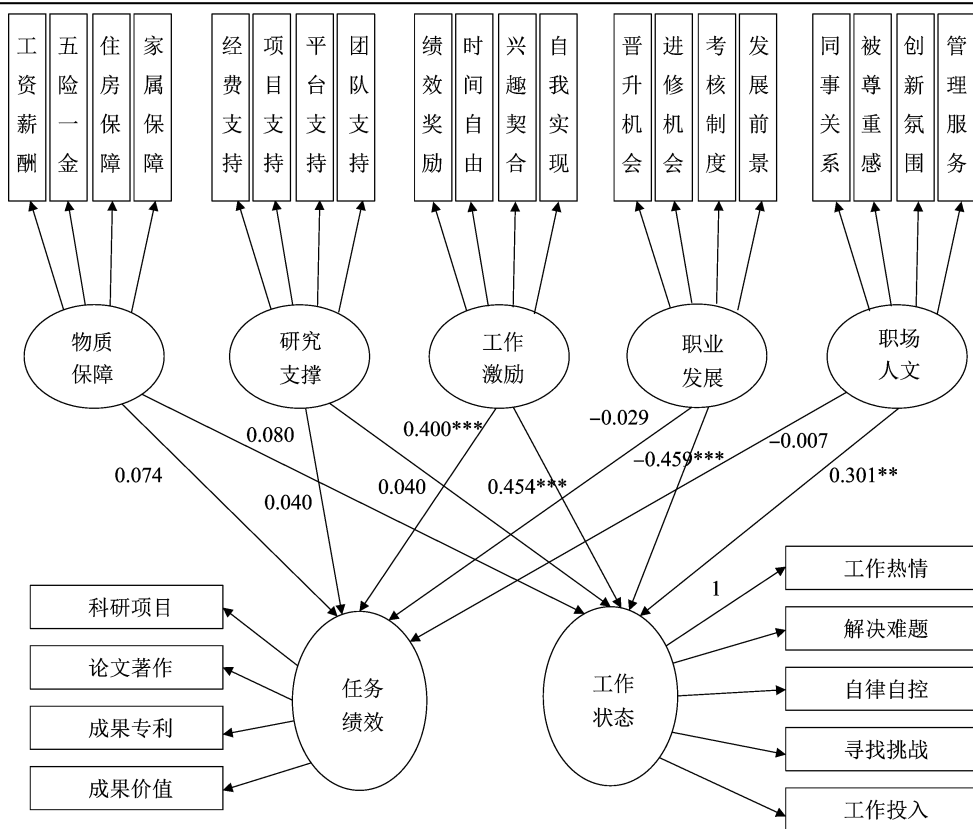 工资薪酬
五险一金
住房保障
家属保障
经费支持
项目支持
平台支持
团队支持
绩效奖励
时间自由
兴趣契合
自我实现
晋升机会
进修机会
考核制度
发展前景
同事关系
被尊重感
创新氛围
管理服务
物质
保障
研究
支撑
工作
激励
职业
发展
职场
人文
0.074
0.080
0.040
0.040
0.400***
0.454***
-0.029
-0.459***
-0.007
0.301**
1
科研项目
论文著作
成果专利
成果价值
任务
绩效
工作
状态
工作热情
解决难题
自律自控
寻找挑战
工作投入